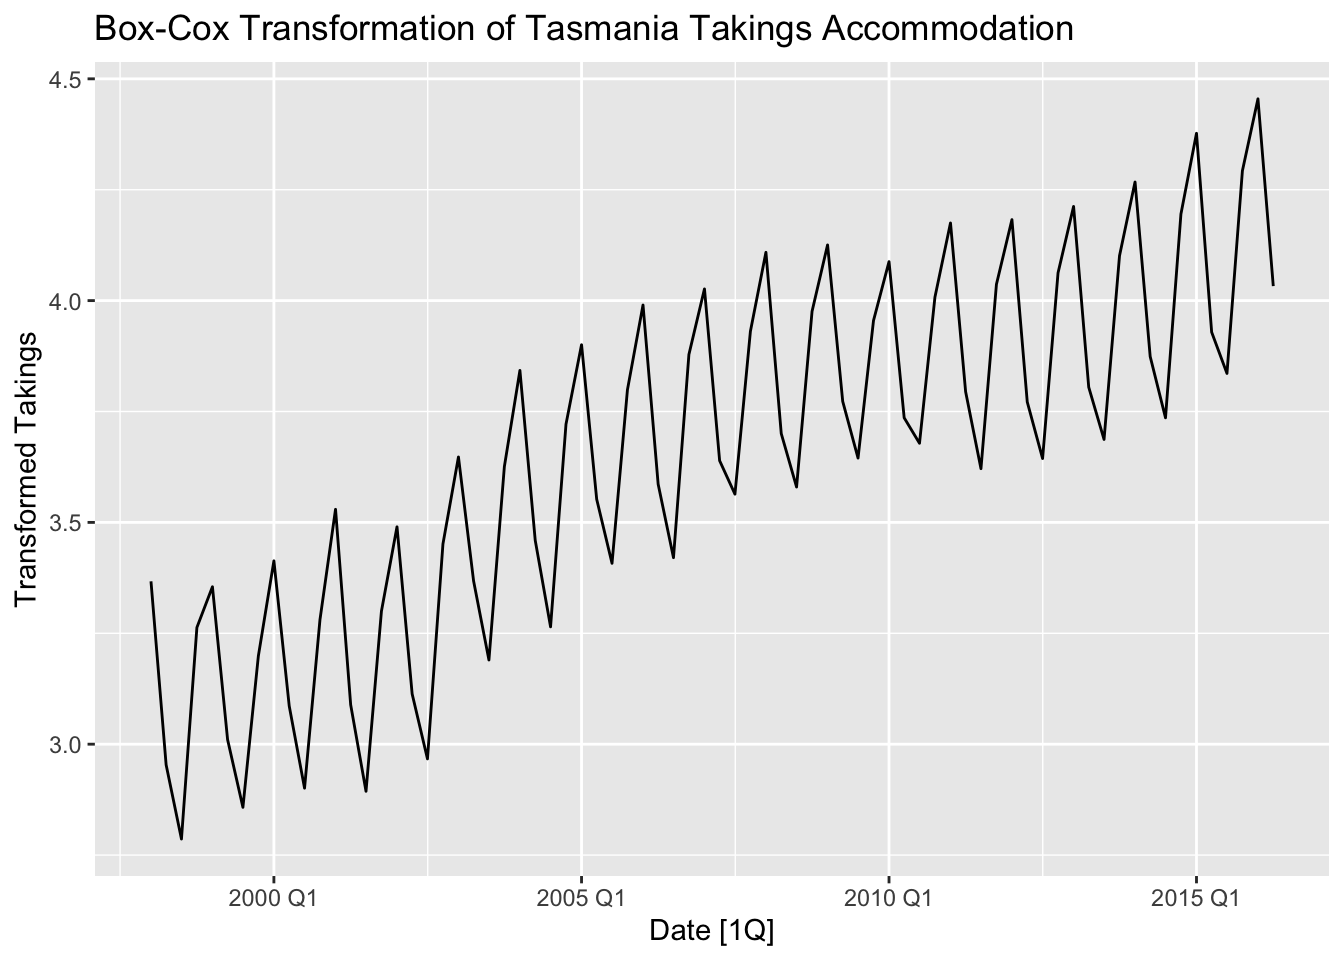 Box-Cox Transformation of Tasmania Takings Accommodation
Transformed Takings
4.5
4.0
3.5
3.0
2000 Q1
2005 Q1
2010 Q1
2015 Q1
Date [1Q]